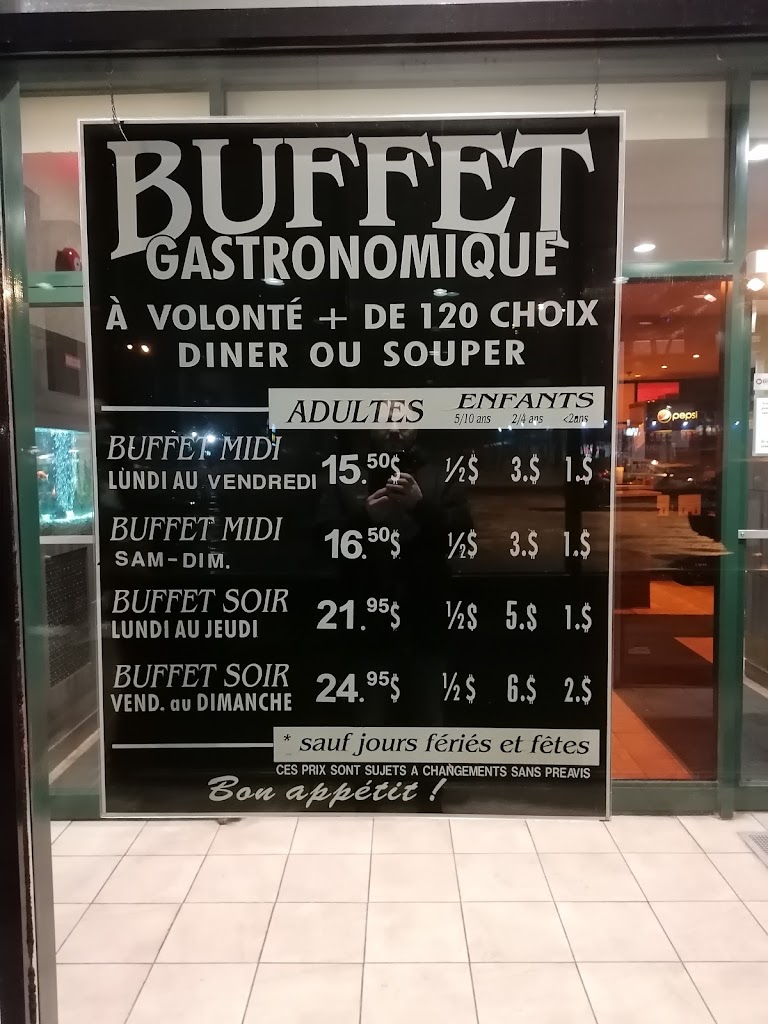 BUFFET
GASTRONOMIQUE
À VOLONTÉ + DE 120 CHOIX
DINER OU SOUPER
ADULTES ENFANTS
5/10 ans 2/4 ans <2ans
BUFFET MIDI
LUNDI AU VENDREDI 15.50$ ½$ 3.$ 1.$
BUFFET MIDI
SAM-DIM. 16.50$ ½$ 3.$ 1.$
BUFFET SOIR
LUNDI AU JEUDI 21.95$ ½$ 5.$ 1.$
BUFFET SOIR
VEND. au DIMANCHE 24.95$ ½$ 6.$ 2.$
* sauf jours fériés et fêtes
CES PRIX SONT SUJETS A CHANGEMENTS SANS PREAVIS
Bon appétit !
pepsi